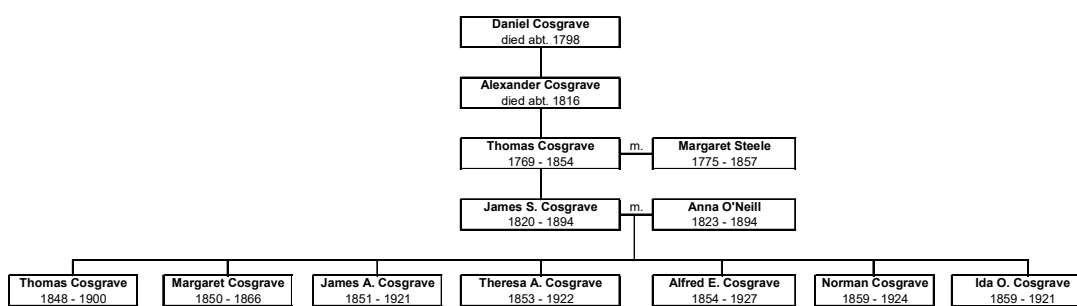 Daniel Cosgrave
died abt. 1798
Alexander Cosgrave
died abt. 1816
Thomas Cosgrave
1769 - 1854
m.
Margaret Steele
1775 - 1857
James S. Cosgrave
1820 - 1894
m.
Anna O'Neill
1823 - 1894
Thomas Cosgrave
1848 - 1900
Margaret Cosgrave
1850 - 1866
James A. Cosgrave
1851 - 1921
Theresa A. Cosgrave
1853 - 1922
Alfred E. Cosgrave
1854 - 1927
Norman Cosgrave
1859 - 1924
Ida O. Cosgrave
1859 - 1921